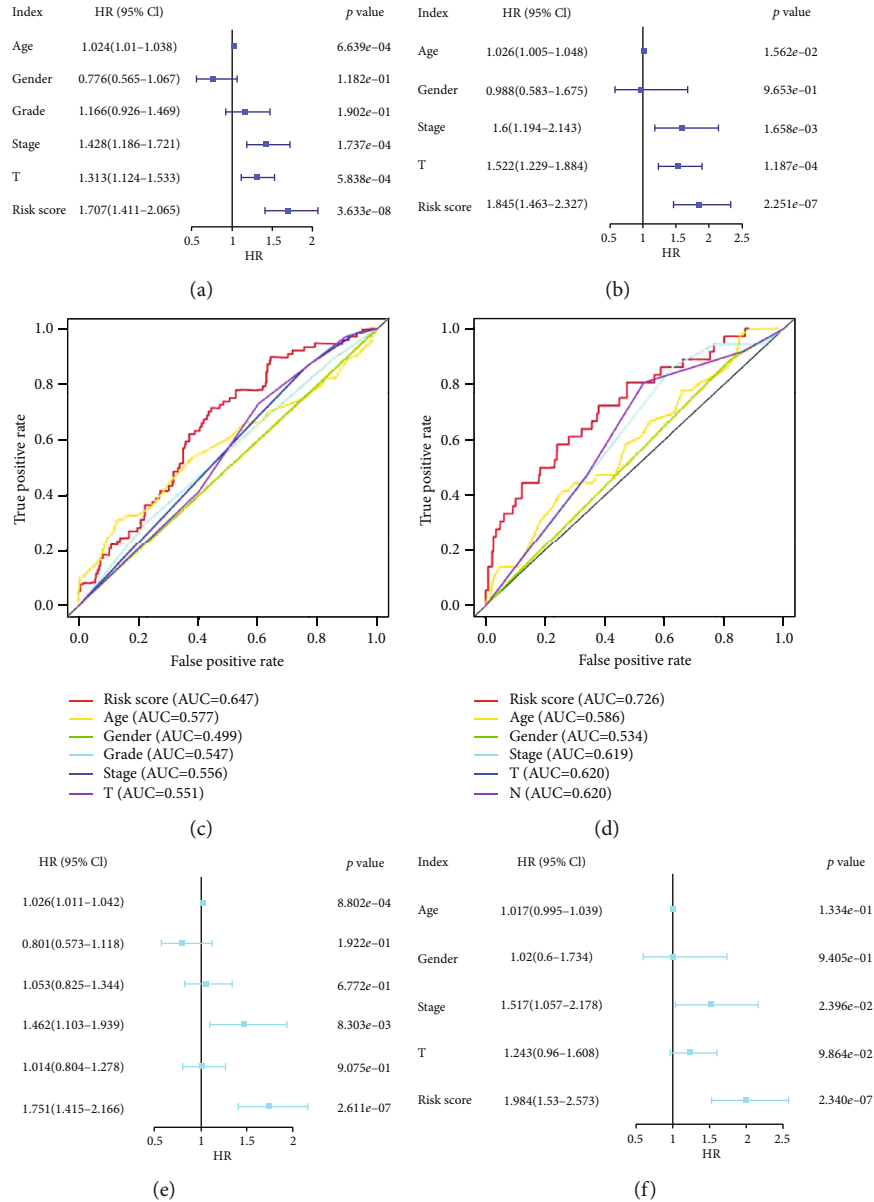 Index HR (95% CI) p value
Age 1.024(1.01–1.038) 6.639e–04
Gender 0.776(0.565–1.067) 1.182e–01
Grade 1.166(0.926–1.469) 1.902e–01
Stage 1.428(1.186–1.721) 1.737e–04
T 1.313(1.124–1.533) 5.838e–04
Risk score 1.707(1.411–2.065) 3.633e–08
0.5 1 1.5 2
HR
(a)
Index HR (95% CI) p value
Age 1.026(1.005–1.048) 1.562e–02
Gender 0.988(0.583–1.675) 9.653e–01
Stage 1.6(1.194–2.143) 1.658e–03
T 1.522(1.229–1.884) 1.187e–04
Risk score 1.845(1.463–2.327) 2.251e–07
0.5 1 1.5 2 2.5
HR
(b)
True positive rate
1.0
0.8
0.6
0.4
0.2
0.0
0.0 0.2 0.4 0.6 0.8 1.0
False positive rate
Risk score (AUC=0.647)
Age (AUC=0.577)
Gender (AUC=0.499)
Grade (AUC=0.547)
Stage (AUC=0.556)
T (AUC=0.551)
(c)
True positive rate
1.0
0.8
0.6
0.4
0.2
0.0
0.0 0.2 0.4 0.6 0.8 1.0
False positive rate
Risk score (AUC=0.726)
Age (AUC=0.586)
Gender (AUC=0.534)
Stage (AUC=0.619)
T (AUC=0.620)
N (AUC=0.620)
(d)
HR (95% CI) p value
1.026(1.011–1.042) 8.802e–04
0.801(0.573–1.118) 1.922e–01
1.053(0.825–1.344) 6.772e–01
1.462(1.103–1.939) 8.303e–03
1.014(0.804–1.278) 9.075e–01
1.751(1.415–2.166) 2.611e–07
0.5 1 1.5 2
HR
(e)
Index HR (95% CI) p value
Age 1.017(0.995–1.039) 1.334e–01
Gender 1.02(0.6–1.734) 9.405e–01
Stage 1.517(1.057–2.178) 2.396e–02
T 1.243(0.96–1.608) 9.864e–02
Risk score 1.984(1.53–2.573) 2.340e–07
0.5 1 1.5 2 2.5
HR
(f)